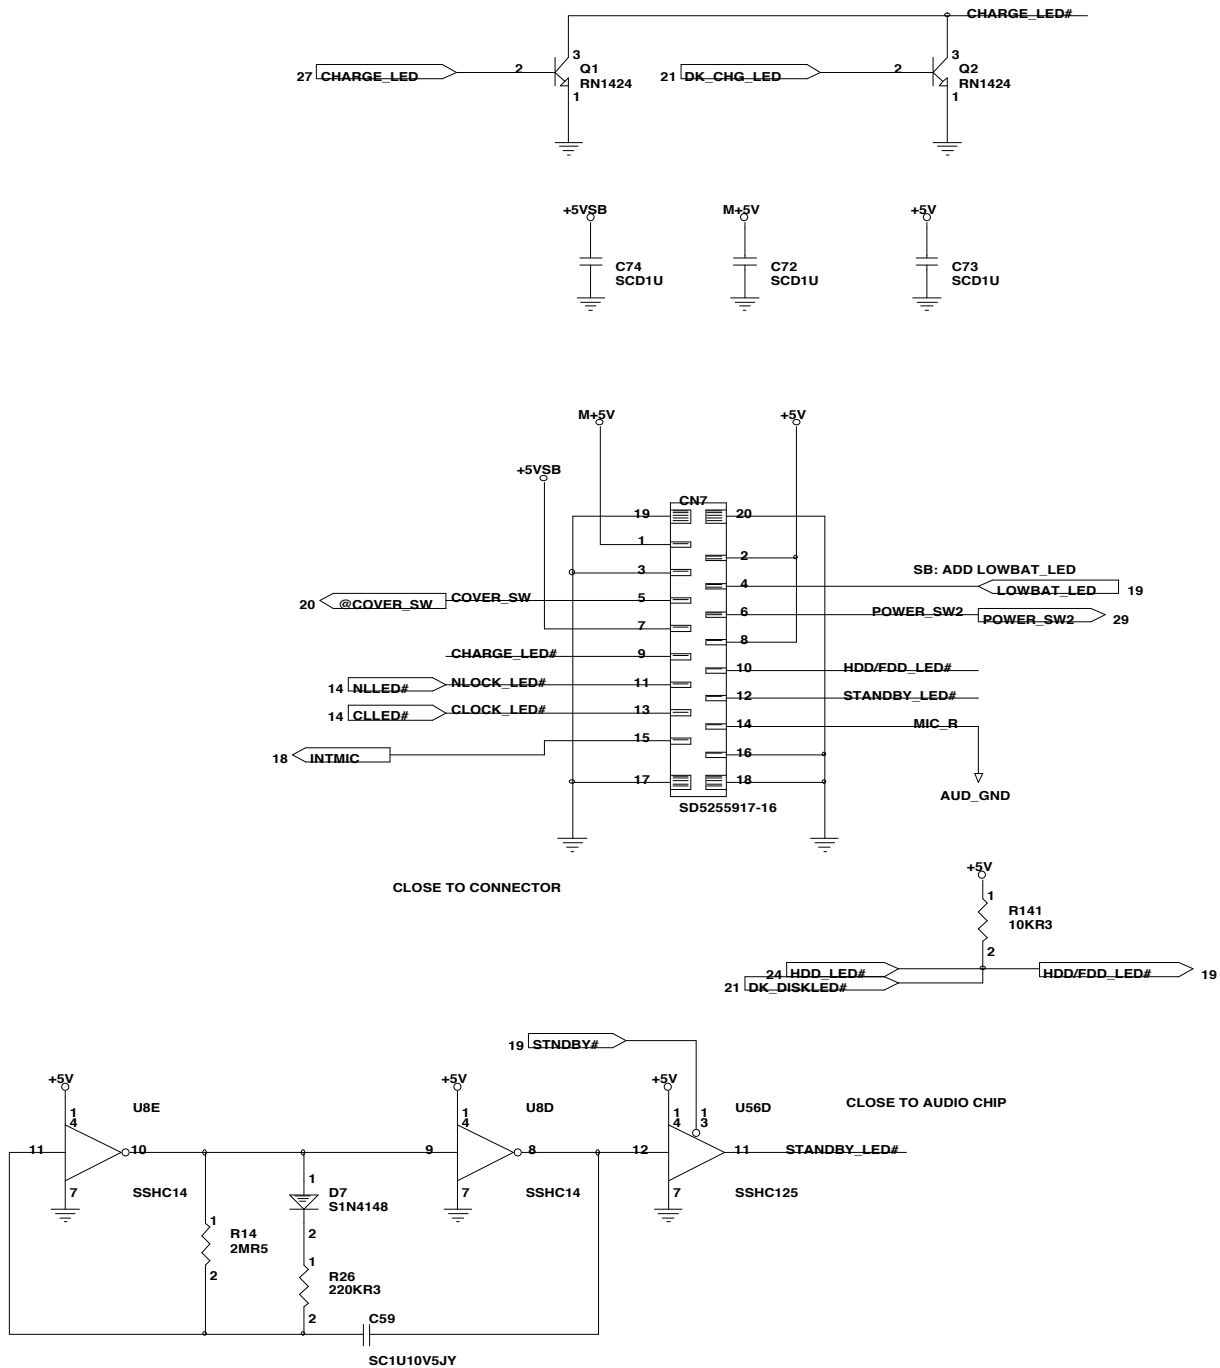 CHARGE_LED#
27 CHARGE_LED 2 3 Q1
RN1424
1
21 DK_CHG_LED 2 3 Q2
RN1424
1
+5VSB
C74
SCD1U
M+5V
C72
SCD1U
+5V
C73
SCD1U
M+5V +5V
+5VSB
CN7
19 20
1
2
3
SB: ADD LOWBAT_LED
4 LOWBAT_LED 19
20 @COVER_SW COVER_SW 5
6 POWER_SW2 POWER_SW2 29
7
8
CHARGE_LED# 9
10 HDD/FDD_LED#
14 NLLED# NLOCK_LED# 11
12 STANDBY_LED#
14 CLLED# CLOCK_LED# 13
14 MIC_R
15
18 INTMIC
16
17 18
AUD_GND
SD5255917-16
CLOSE TO CONNECTOR
+5V
1
R141
10KR3
2
24 HDD_LED# HDD/FDD_LED# 19
21 DK_DISKLED#
19 STNDBY#
+5V
U8E
1
4
11 10
7 SSHC14
+5V
U8D
1
4
9 8
7 SSHC14
+5V
U56D
1
4
1
3
12 11 STANDBY_LED#
7 SSHC125
CLOSE TO AUDIO CHIP
1
D7
S1N4148
2
1
R14
2MR5
2
1
R26
220KR3
2
C59
SC1U10V5JY